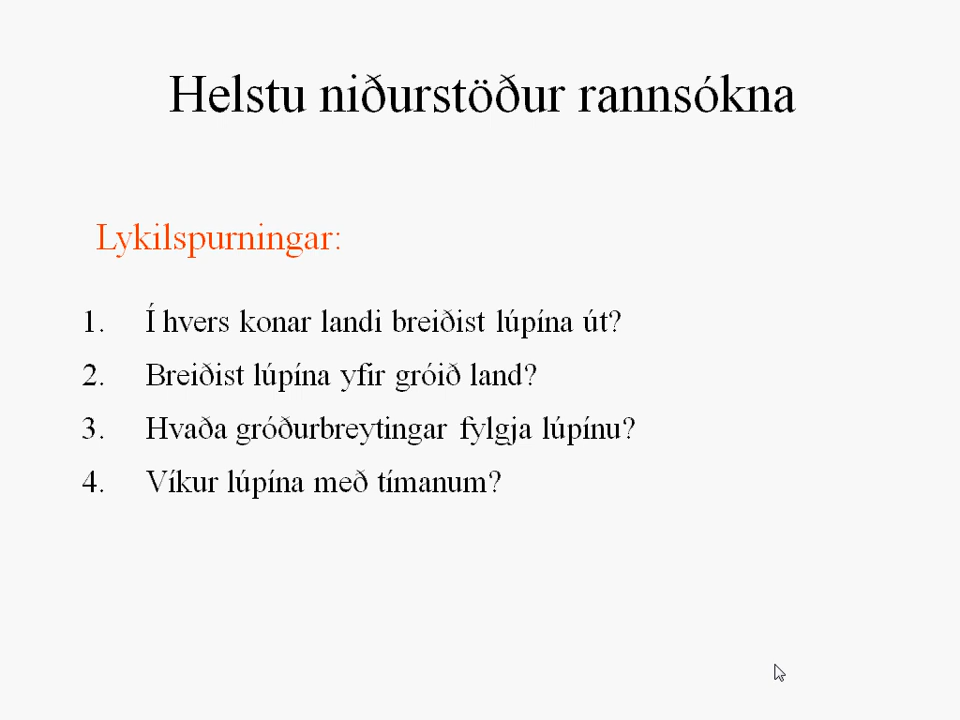 Helstu niðurstöður rannsókna
Lykilspurningar:
1. Í hvers konar landi breiðist lúpína út?
2. Breiðist lúpína yfir gróið land?
3. Hvaða gróðurbreytingar fylgja lúpínu?
4. Víkur lúpína með tímanum?